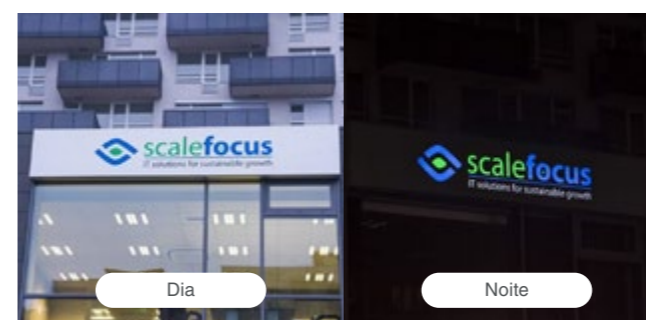 scalefocus
IT solutions for sustainable growth
scalefocus
IT solutions for sustainable growth
Dia
Noite